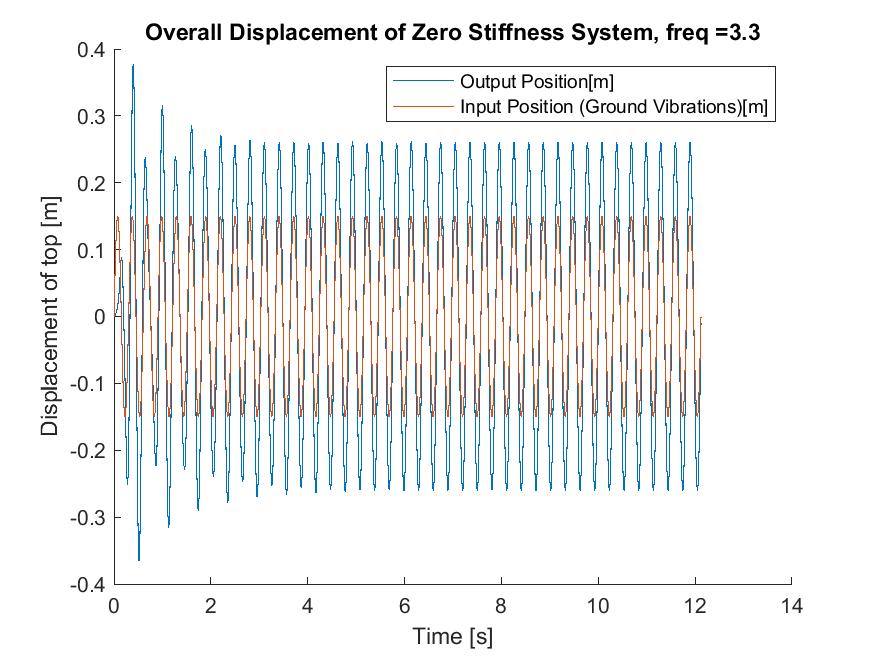 Overall Displacement of Zero Stiffness System, freq =3.3
Output Position[m]
Input Position (Ground Vibrations)[m]
Displacement of top [m]
0.4
0.3
0.2
0.1
0
-0.1
-0.2
-0.3
-0.4
0 2 4 6 8 10 12 14
Time [s]